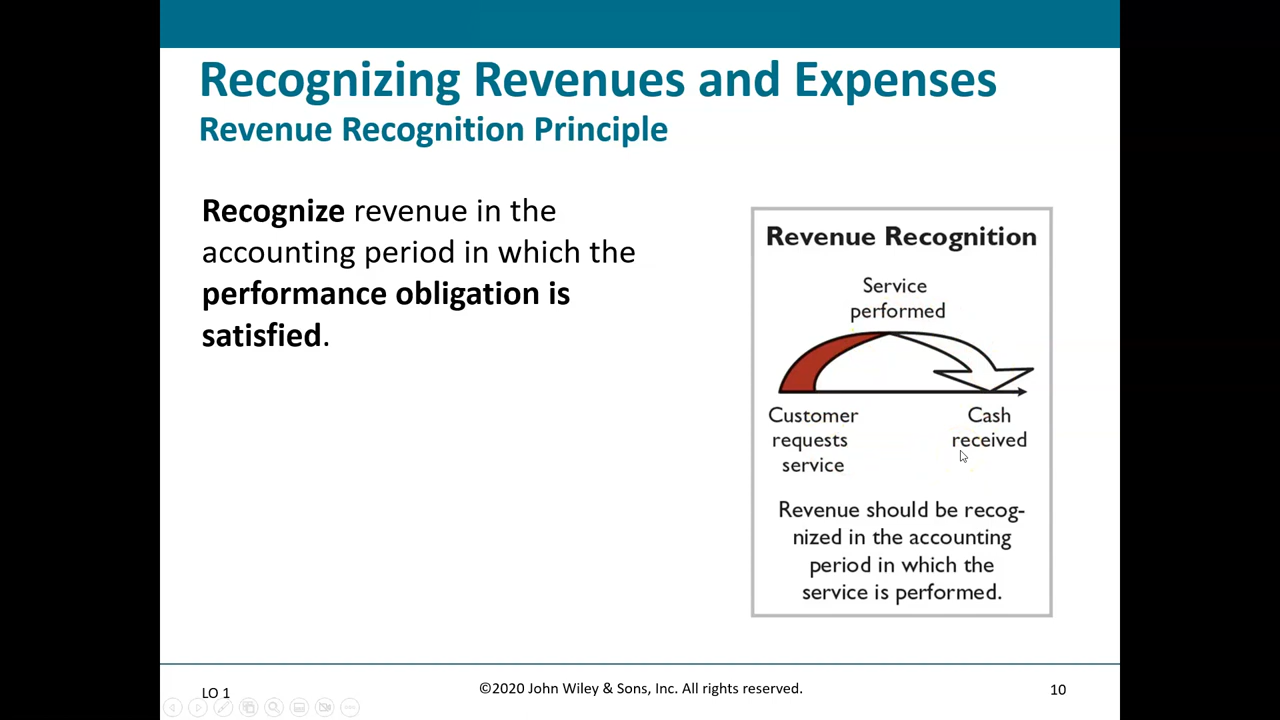 Recognizing Revenues and Expenses
Revenue Recognition Principle
Recognize revenue in the
accounting period in which the
performance obligation is
satisfied.
Revenue Recognition
Service
performed
Customer
requests
service
Cash
received
Revenue should be recog-
nized in the accounting
period in which the
service is performed.
LO 1
©2020 John Wiley & Sons, Inc. All rights reserved.
10